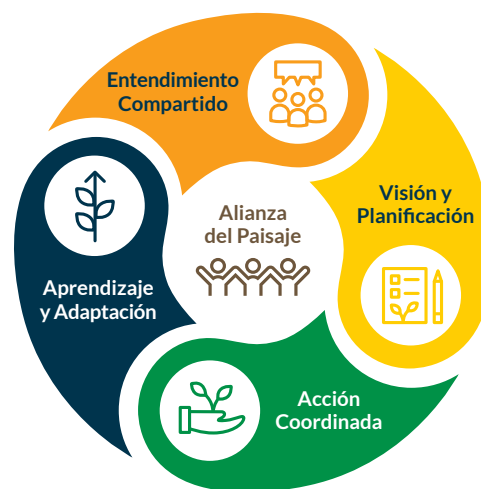 Entendimiento
Compartido
Visión y
Planificación
Alianza
del Paisaje
Aprendizaje
y Adaptación
Acción
Coordinada